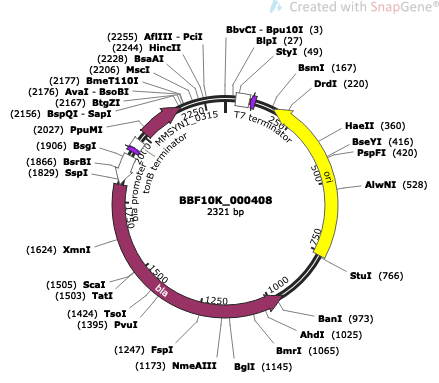 Created with SnapGene®
(2255) AflIII - PciI
(2244) HincII
(2228) BsaAI
(2206) MscI
(2177) BmeT110I
(2176) AvaI - BsoBI
(2167) BtgZI
(2156) BspQI - SapI
(2027) PpuMI
(1906) BsgI
(1866) BsrBI
(1829) SspI
(1624) XmnI
(1505) ScaI
(1503) TatI
(1424) TsoI
(1395) PvuI
(1247) FspI
(1173) NmeAIII
BglI (1145)
BmrI (1065)
AhdI (1025)
BanI (973)
StuI (766)
AlwNI (528)
PspFI (420)
BseYI (416)
HaeII (360)
DrdI (220)
BsmI (167)
StyI (49)
BlpI (27)
BbvCI - Bpu10I (3)
T7 terminator
MMSYN1_0315
tonB terminator
bla promoter
ori
bla
250
500
750
1000
1250
1500
1750
2250
BBF10K_000408
2321 bp